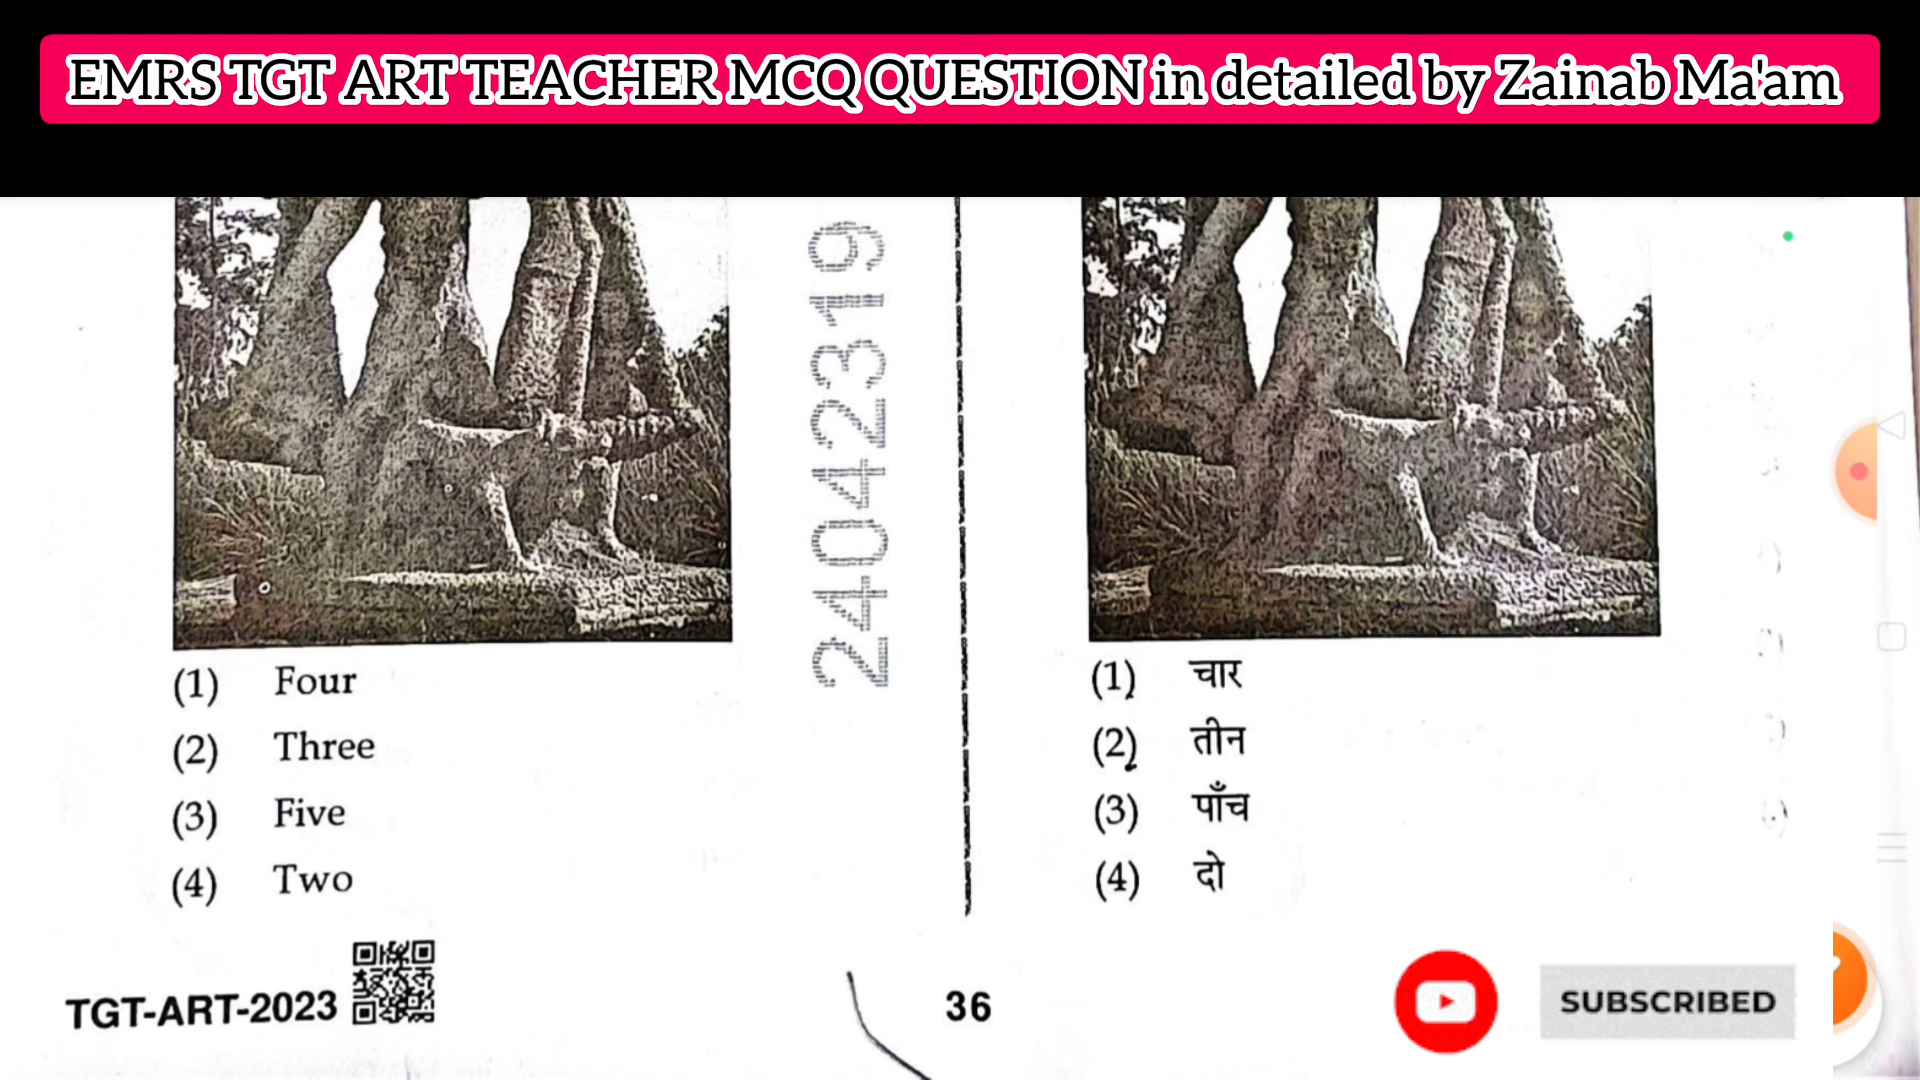 EMRS TGT ART TEACHER MCQ QUESTION in detailed by Zainab Ma'am
24042319
(1) Four
(2) Three
(3) Five
(4) Two
(1) चार
(2) तीन
(3) पाँच
(4) दो
TGT-ART-2023
36
SUBSCRIBED